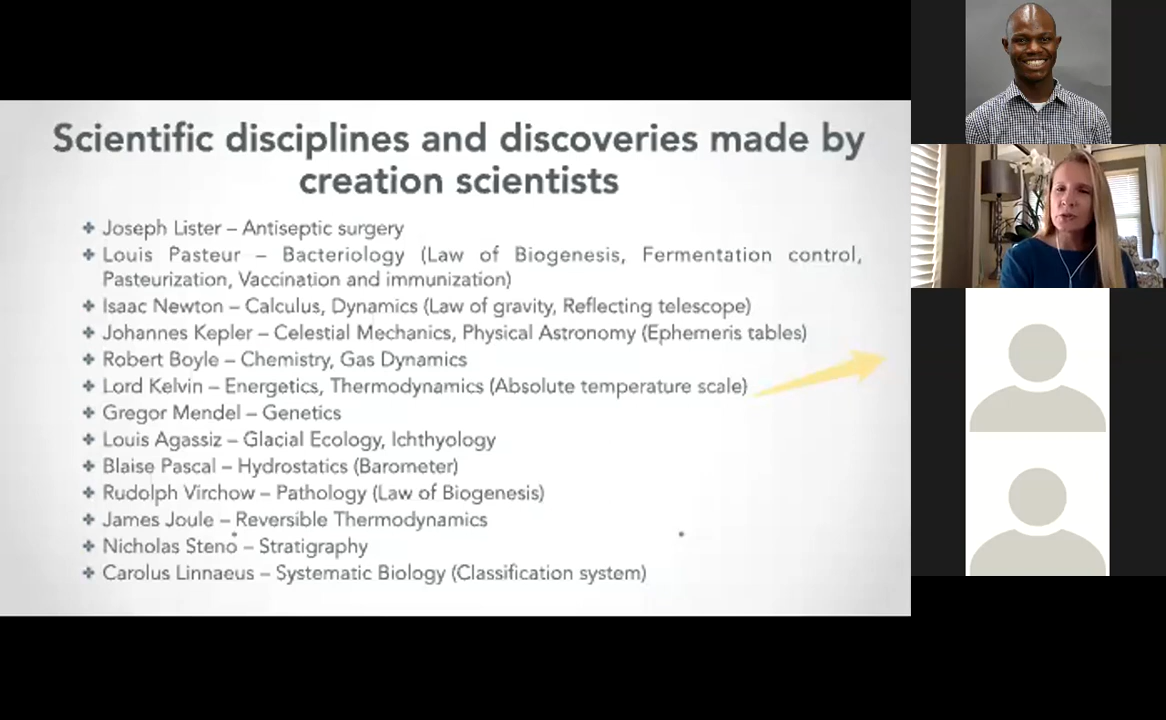 Scientific disciplines and discoveries made by
creation scientists
Joseph Lister – Antiseptic surgery
Louis Pasteur – Bacteriology (Law of Biogenesis, Fermentation control,
Pasteurization, Vaccination and immunization)
Isaac Newton – Calculus, Dynamics (Law of gravity, Reflecting telescope)
Johannes Kepler – Celestial Mechanics, Physical Astronomy (Ephemeris tables)
Robert Boyle – Chemistry, Gas Dynamics
Lord Kelvin – Energetics, Thermodynamics (Absolute temperature scale)
Gregor Mendel – Genetics
Louis Agassiz – Glacial Ecology, Ichthyology
Blaise Pascal – Hydrostatics (Barometer)
Rudolph Virchow – Pathology (Law of Biogenesis)
James Joule – Reversible Thermodynamics
Nicholas Steno – Stratigraphy
Carolus Linnaeus – Systematic Biology (Classification system)